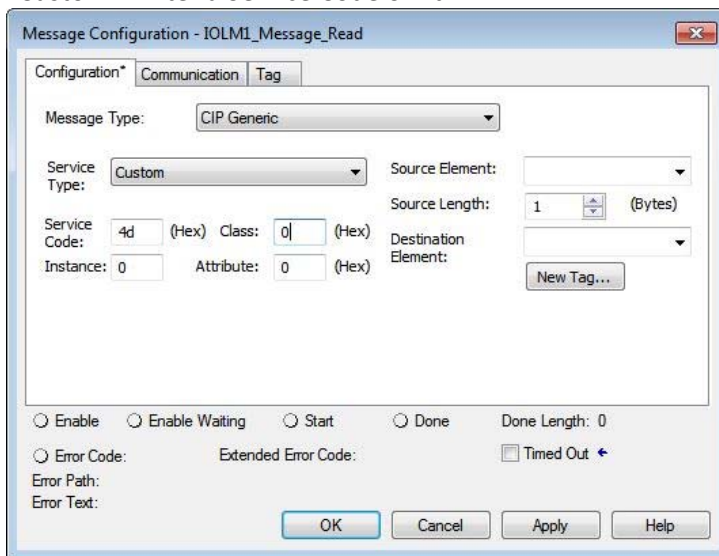 Message Configuration - IOLM1_Message_Read
Configuration* Communication Tag
Message Type: CIP Generic
Service Type: Custom
Source Element:
Source Length: 1 (Bytes)
Service Code: 4d (Hex) Class: 0 (Hex)
Destination Element:
Instance: 0 Attribute: 0 (Hex)
New Tag...
Enable Enable Waiting Start Done Done Length: 0
Error Code: Extended Error Code: Timed Out
Error Path:
Error Text:
OK Cancel Apply Help